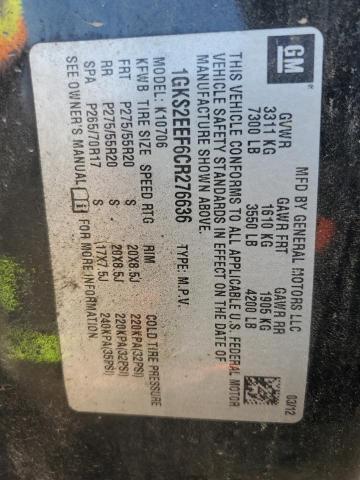 GM
MFD BY GENERAL MOTORS LLC
03/12
GVWR GAWR FRT GAWR RR
3311 KG 1610 KG 1905 KG
7300 LB 3550 LB 4200 LB
THIS VEHICLE CONFORMS TO ALL APPLICABLE U.S. FEDERAL MOTOR
VEHICLE SAFETY STANDARDS IN EFFECT ON THE DATE OF
MANUFACTURE SHOWN ABOVE.
1GKS2EEF6CR276636 TYPE: M.P.V.
MODEL: K10706
KFWB TIRE SIZE SPEED RTG RIM COLD TIRE PRESSURE
FRT P275/55R20 S 20X8.5J 220KPA(32PSI)
RR P275/55R20 S 20X8.5J 220KPA(32PSI)
SPA P265/70R17 S 17X7.5J 240KPA(35PSI)
SEE OWNER'S MANUAL FOR MORE INFORMATION.